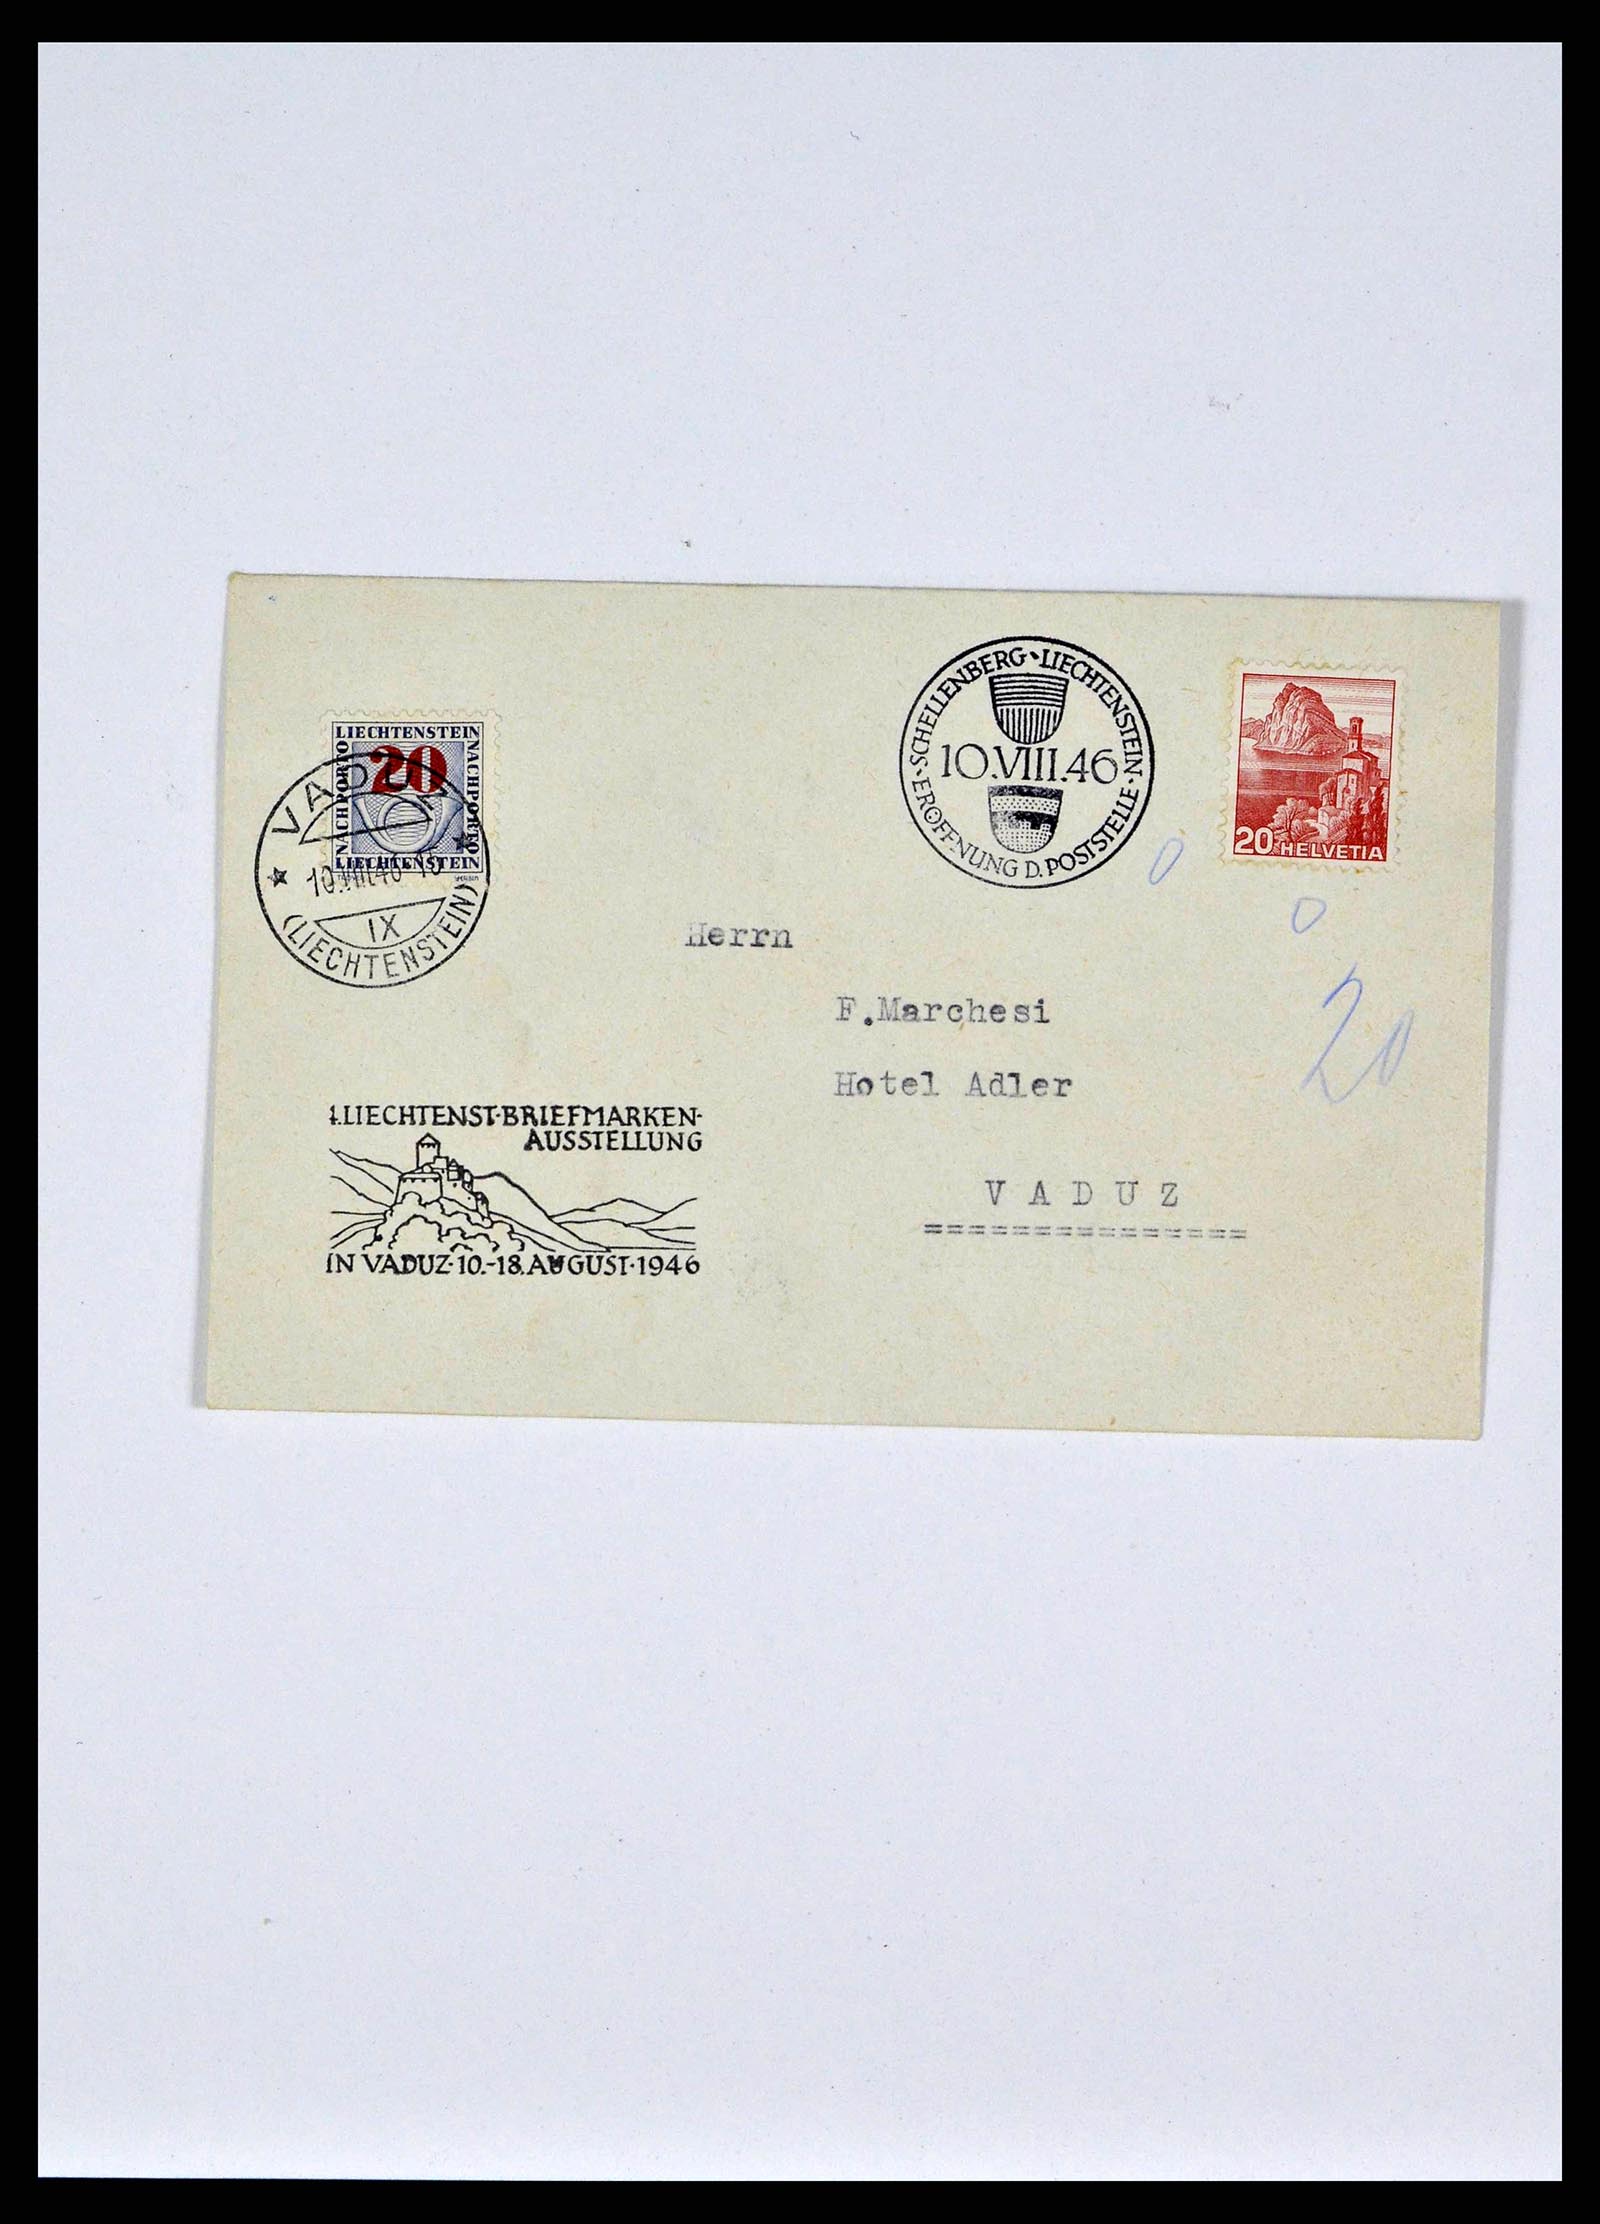 LIECHTENSTEIN
NACHPORTO
20
NACHPORTO
LIECHTENSTEIN
VADUZ
10.VIII.46-
IX
(LIECHTENSTEIN)
·SCHELLENBERG·LIECHTENSTEIN·
10.VIII.46
ERÖFFNUNG D. POSTSTELLE
20 HELVETIA
0
0
20
Herrn
F.Marchesi
Hotel Adler
V A D U Z
===============
1.LIECHTENST·BRIEFMARKEN-
AUSSTELLUNG
IN VADUZ·10.-18.AUGUST·1946